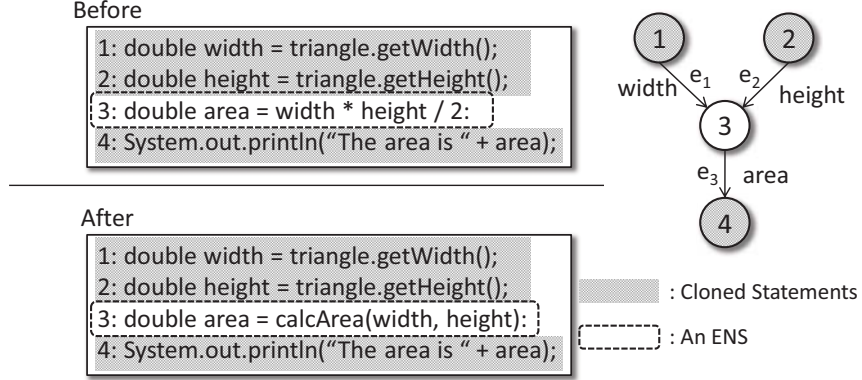 Before
1: double width = triangle.getWidth();
2: double height = triangle.getHeight();
3: double area = width * height / 2:
4: System.out.println(“The area is “ + area);
After
1: double width = triangle.getWidth();
2: double height = triangle.getHeight();
3: double area = calcArea(width, height):
4: System.out.println(“The area is “ + area);
1 2
width e1 e2 height
3
e3 area
4
: Cloned Statements
: An ENS